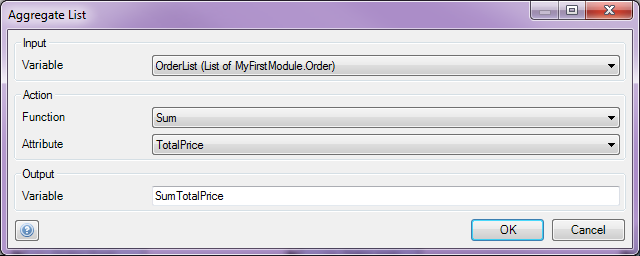 Aggregate List
Input
Variable OrderList (List of MyFirstModule.Order)
Action
Function Sum
Attribute TotalPrice
Output
Variable SumTotalPrice
? OK Cancel